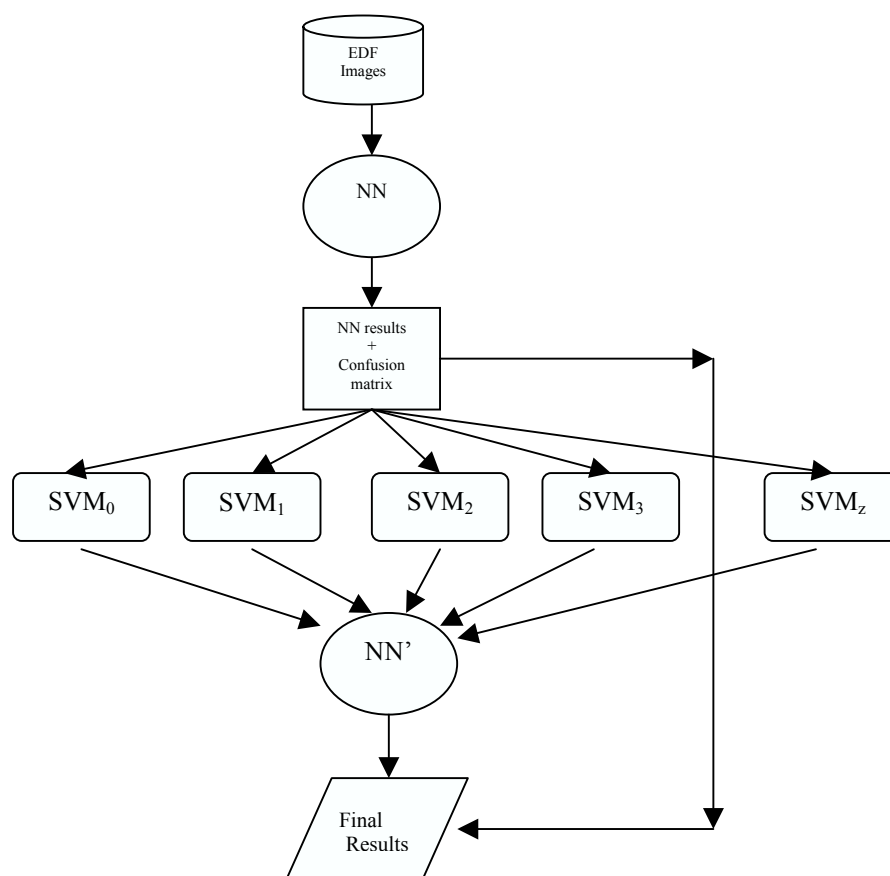 EDF
Images
NN
NN results
+
Confusion
matrix
SVM₀
SVM₁
SVM₂
SVM₃
SVMz
NN’
Final
Results